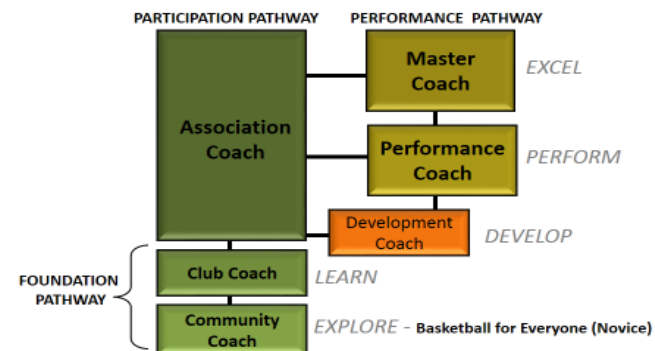 PARTICIPATION PATHWAY
PERFORMANCE PATHWAY
Master
Coach
EXCEL
Association
Coach
Performance
Coach
PERFORM
Development
Coach
DEVELOP
FOUNDATION
PATHWAY
Club Coach
LEARN
Community
Coach
EXPLORE - Basketball for Everyone (Novice)